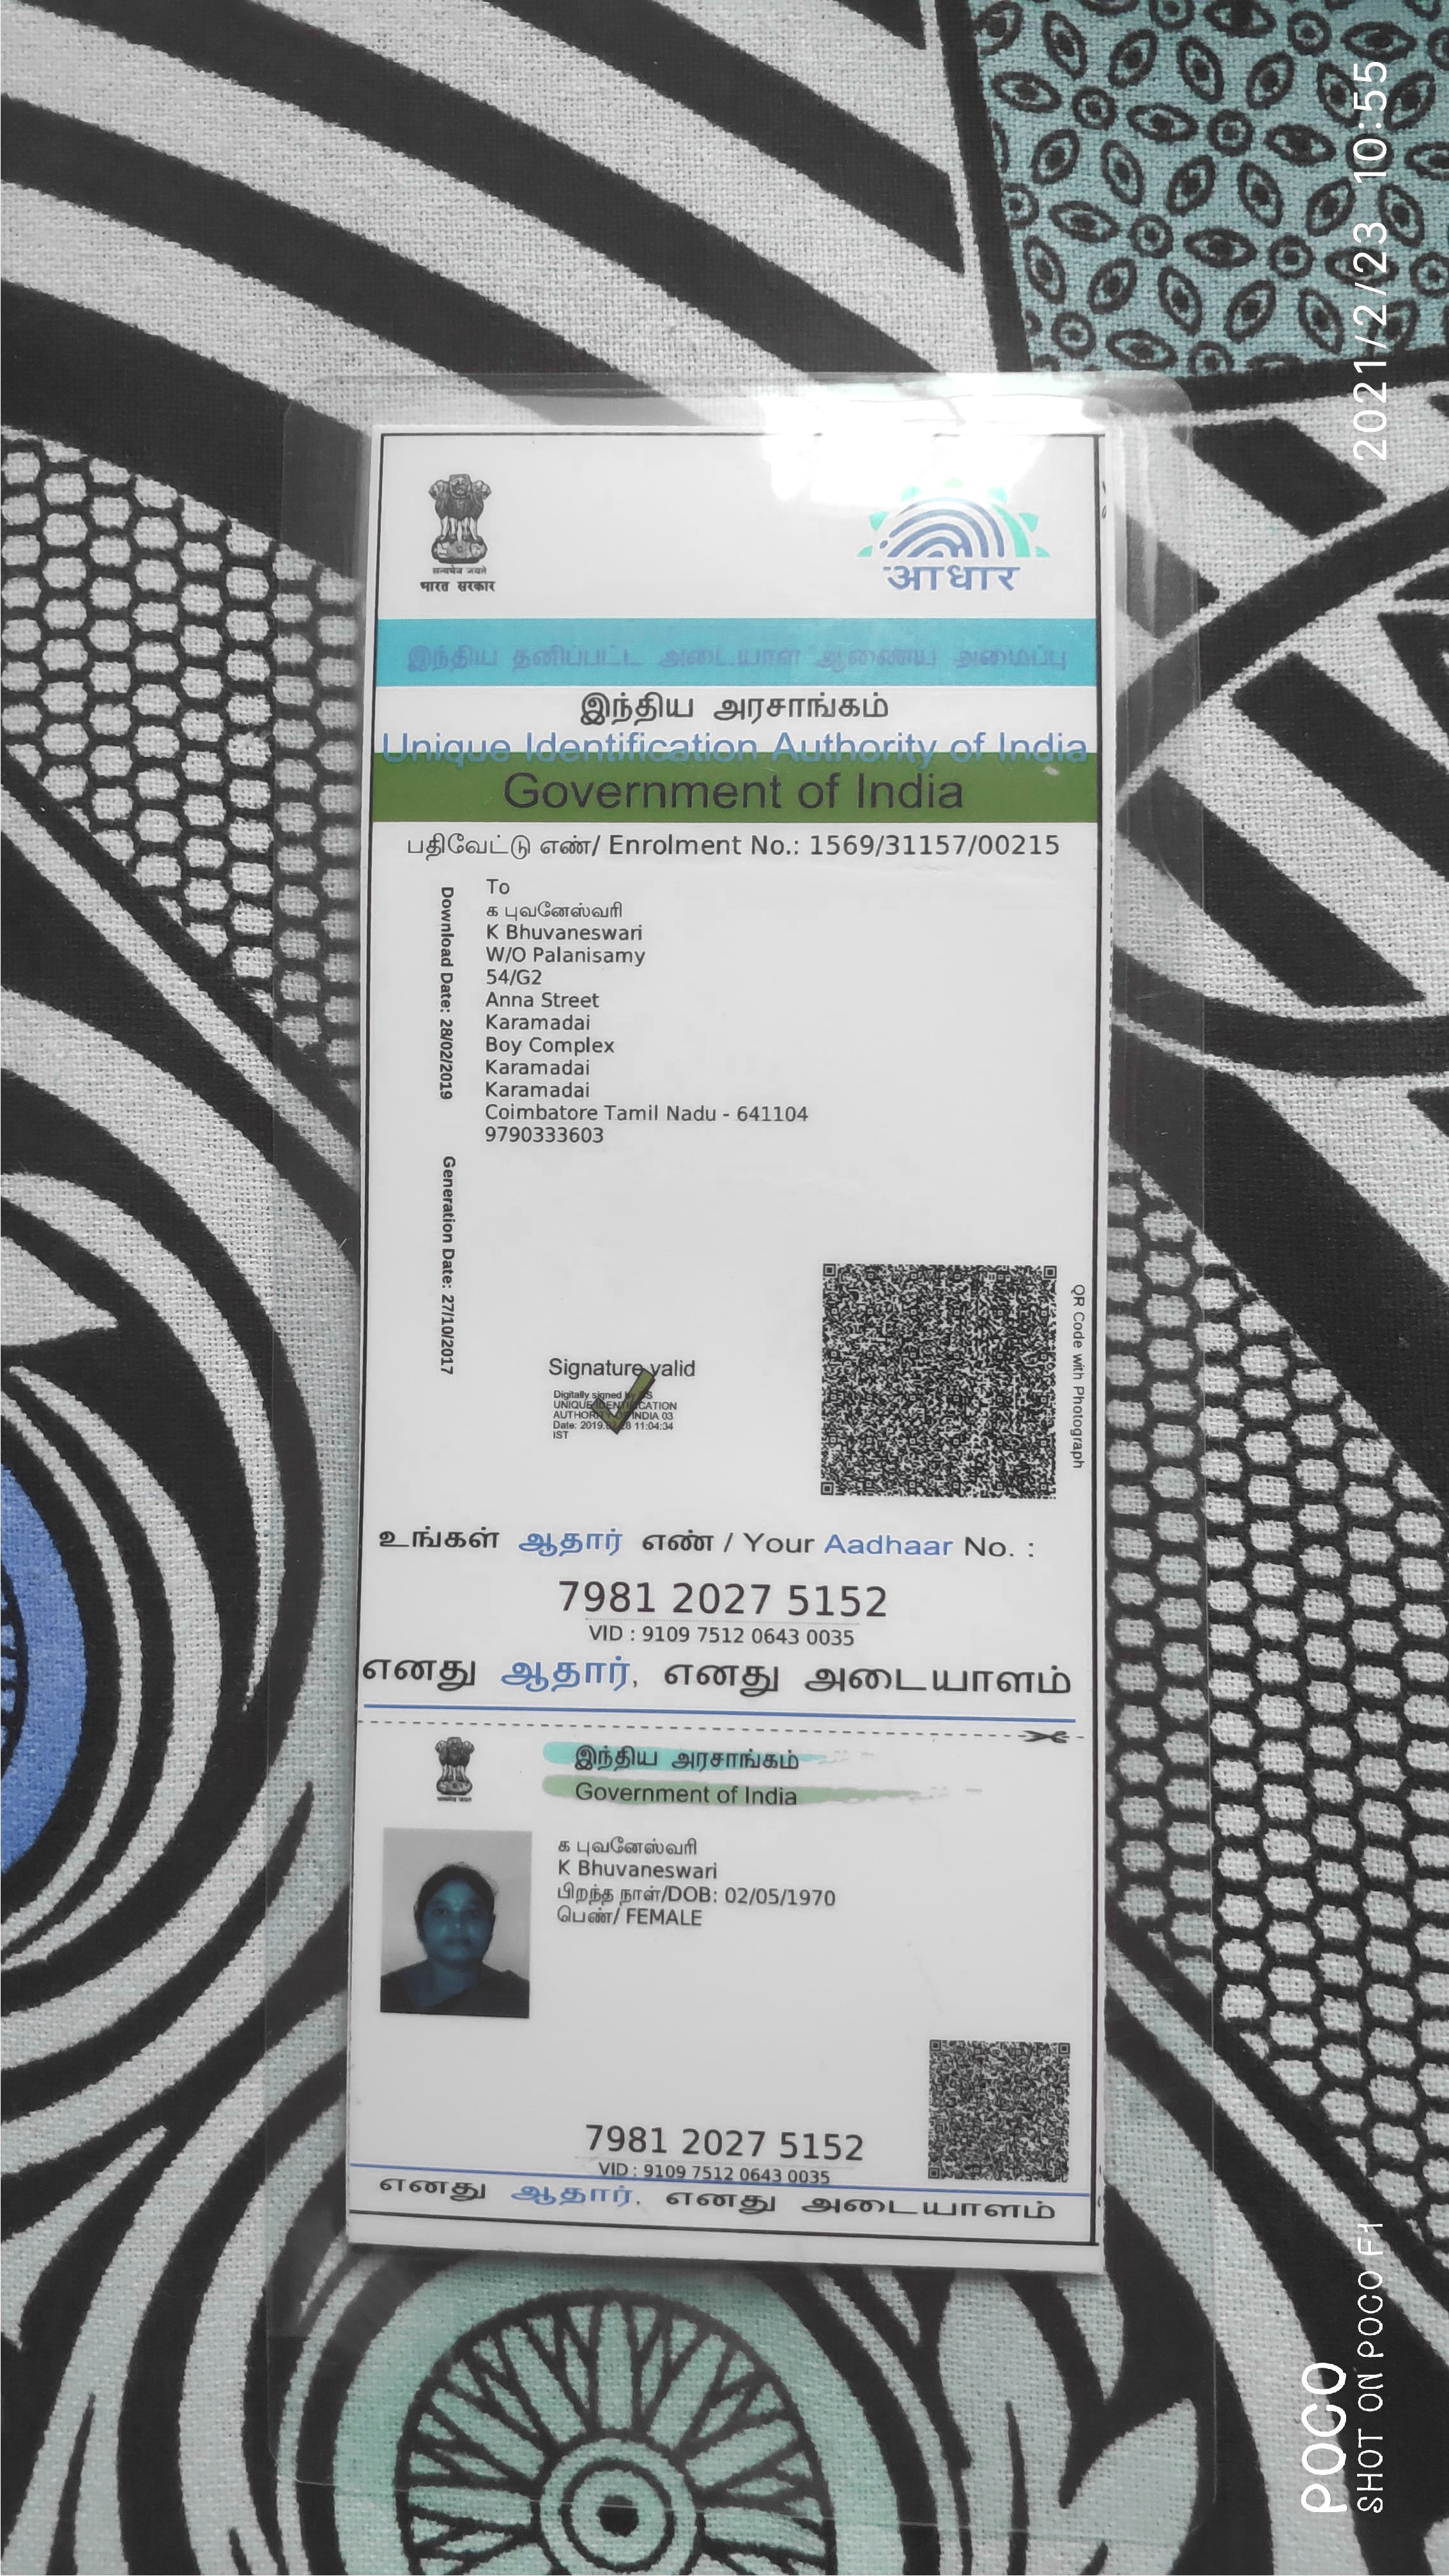 सत्यमेव जयते
भारत सरकार
आधार
இந்திய தனிப்பட்ட அடையாள ஆணைய அமைப்பு
இந்திய அரசாங்கம்
Unique Identification Authority of India
Government of India
பதிவேட்டு எண்/ Enrolment No.: 1569/31157/00215
To
க புவனேஸ்வரி
K Bhuvaneswari
W/O Palanisamy
54/G2
Anna Street
Karamadai
Boy Complex
Karamadai
Karamadai
Coimbatore Tamil Nadu - 641104
9790333603
Download Date: 28/02/2019
Generation Date: 27/10/2017
Signature valid
Digitally signed by DS
UNIQUE IDENTIFICATION
AUTHORITY OF INDIA 03
Date: 2019.02.28 11:04:34
IST
QR Code with Photograph
உங்கள் ஆதார் எண் / Your Aadhaar No. :
7981 2027 5152
VID : 9109 7512 0643 0035
எனது ஆதார், எனது அடையாளம்
இந்திய அரசாங்கம்
Government of India
க புவனேஸ்வரி
K Bhuvaneswari
பிறந்த நாள்/DOB: 02/05/1970
பெண்/ FEMALE
7981 2027 5152
VID : 9109 7512 0643 0035
எனது ஆதார், எனது அடையாளம்
2021/2/23 10:55
POCO
SHOT ON POCO F1